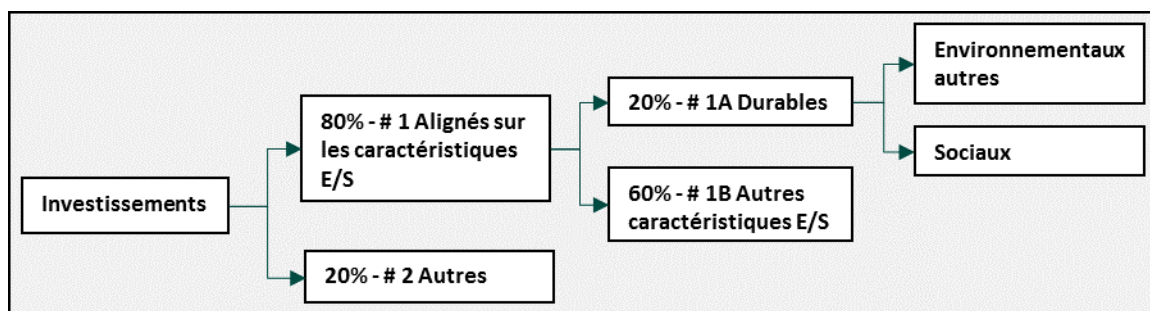 Investissements
80% - # 1 Alignés sur
les caractéristiques
E/S
20% - # 2 Autres
20% - # 1A Durables
60% - # 1B Autres
caractéristiques E/S
Environnementaux
autres
Sociaux